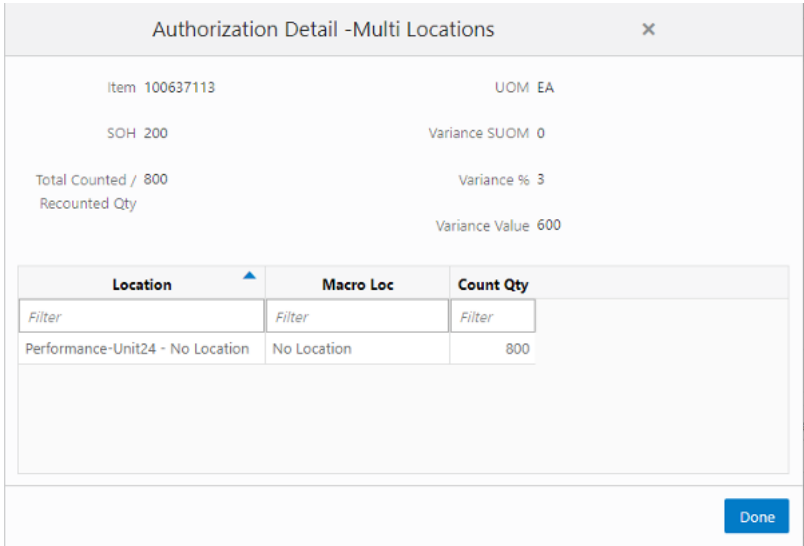 Authorization Detail -Multi Locations ×
Item 100637113 UOM EA
SOH 200 Variance SUOM 0
Total Counted / 800 Variance % 3
Recounted Qty
Variance Value 600
Location Macro Loc Count Qty
Filter Filter Filter
Performance-Unit24 - No Location No Location 800
Done